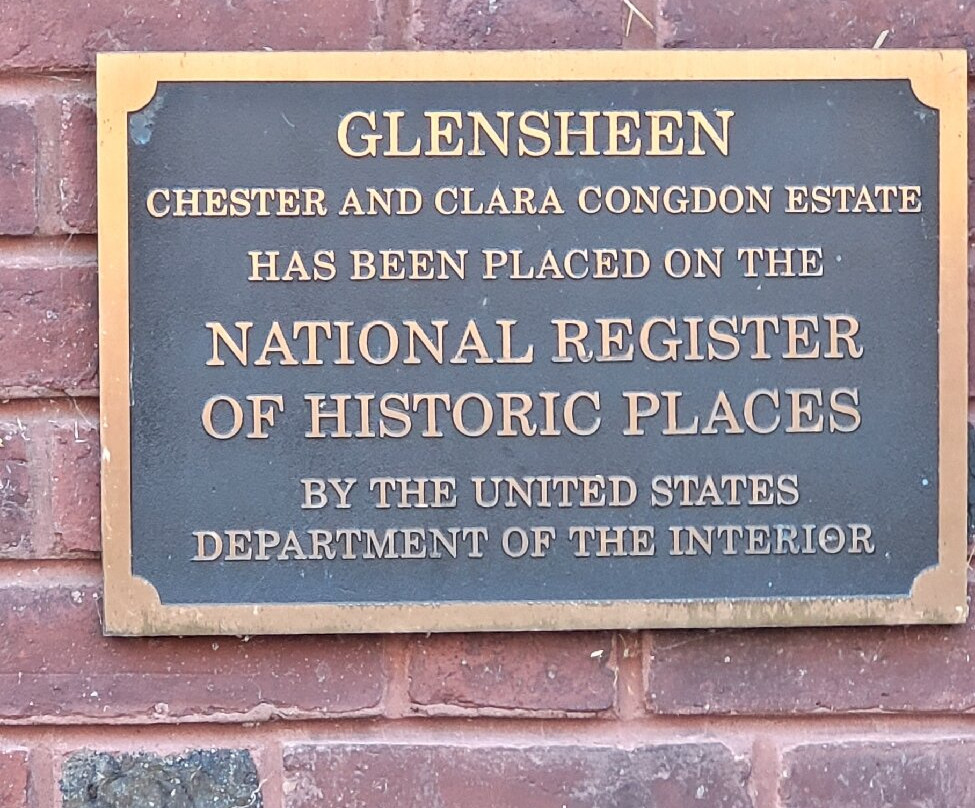 GLENSHEEN
CHESTER AND CLARA CONGDON ESTATE
HAS BEEN PLACED ON THE
NATIONAL REGISTER
OF HISTORIC PLACES
BY THE UNITED STATES
DEPARTMENT OF THE INTERIOR